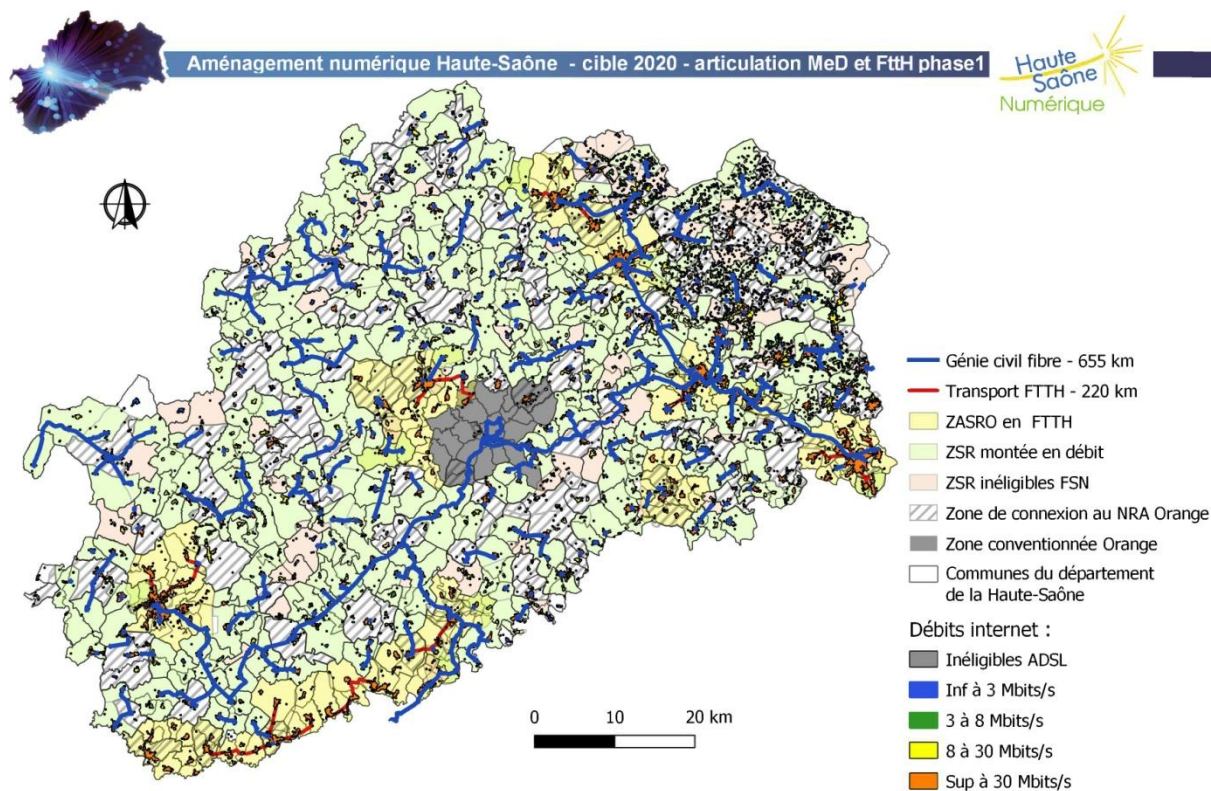 Aménagement numérique Haute-Saône - cible 2020 - articulation MeD et FttH phase1
Haute
Saône
Numérique
Génie civil fibre - 655 km
Transport FTTH - 220 km
ZASRO en FTTH
ZSR montée en débit
ZSR inéligibles FSN
Zone de connexion au NRA Orange
Zone conventionnée Orange
Communes du département
de la Haute-Saône
Débits internet :
Inéligibles ADSL
Inf à 3 Mbits/s
3 à 8 Mbits/s
8 à 30 Mbits/s
Sup à 30 Mbits/s
0 10 20 km